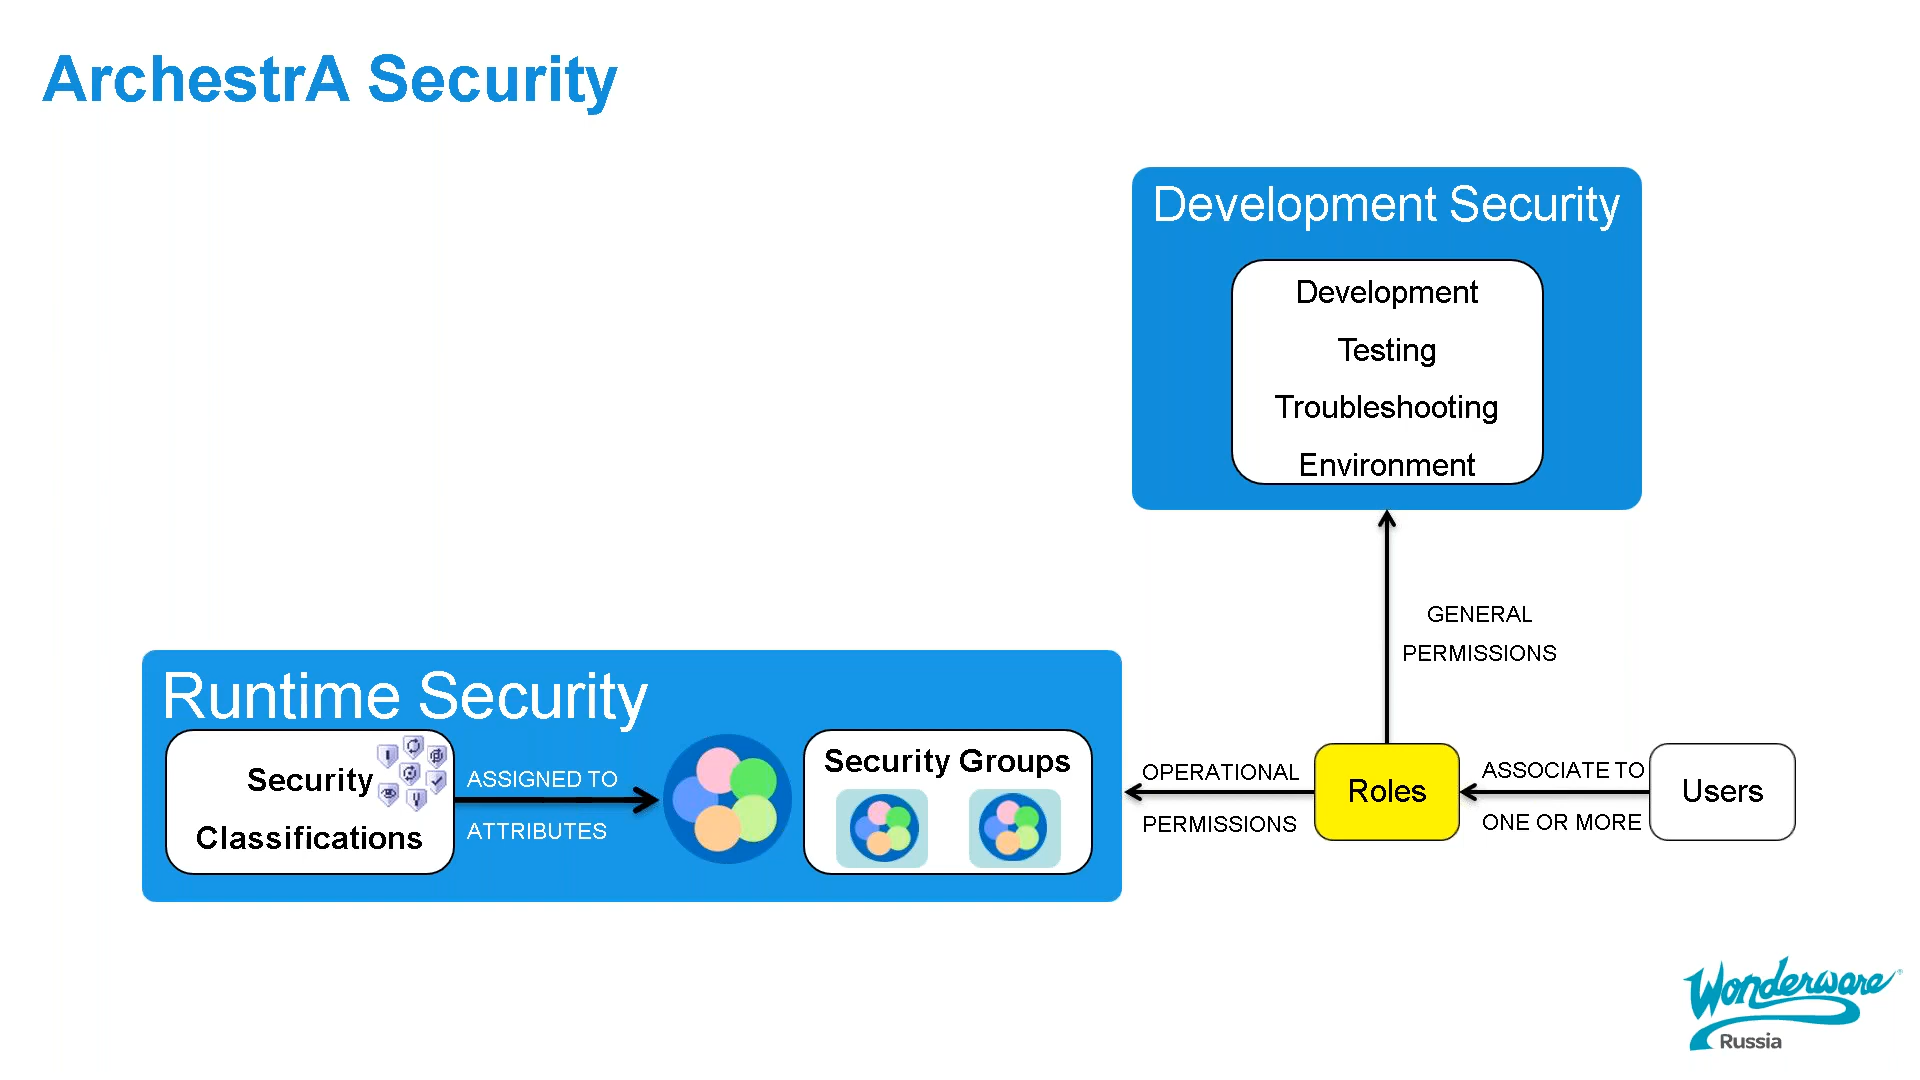 ArchestrA Security
Development Security
Development
Testing
Troubleshooting
Environment
GENERAL
PERMISSIONS
Runtime Security
Security
Classifications
ASSIGNED TO
ATTRIBUTES
Security Groups
OPERATIONAL
PERMISSIONS
Roles
ASSOCIATE TO
ONE OR MORE
Users
Wonderware
Russia